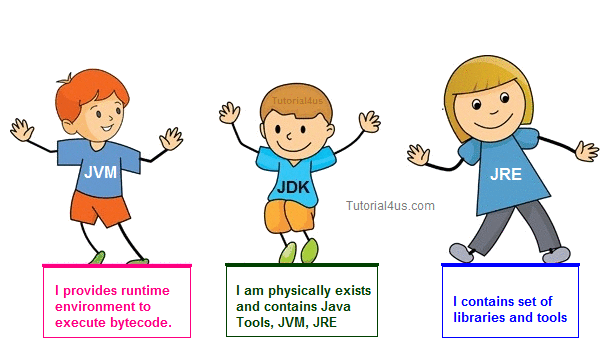 Tutorial4us
JVM
JDK
JRE
Tutorial4us.com
I provides runtime
environment to
execute bytecode.
I am physically exists
and contains Java
Tools, JVM, JRE
I contains set of
libraries and tools